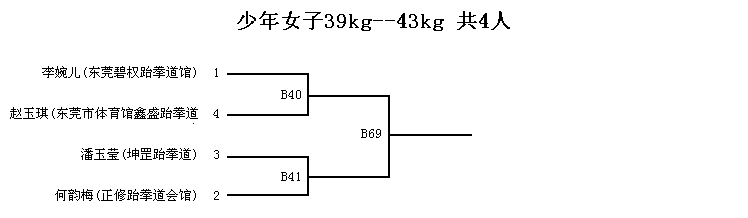 少年女子39kg--43kg 共4人
李婉儿(东莞碧权跆拳道馆) 1
B40
赵玉琪(东莞市体育馆鑫盛跆拳道 4
B69
潘玉莹(坤罡跆拳道) 3
B41
何韵梅(正修跆拳道会馆) 2